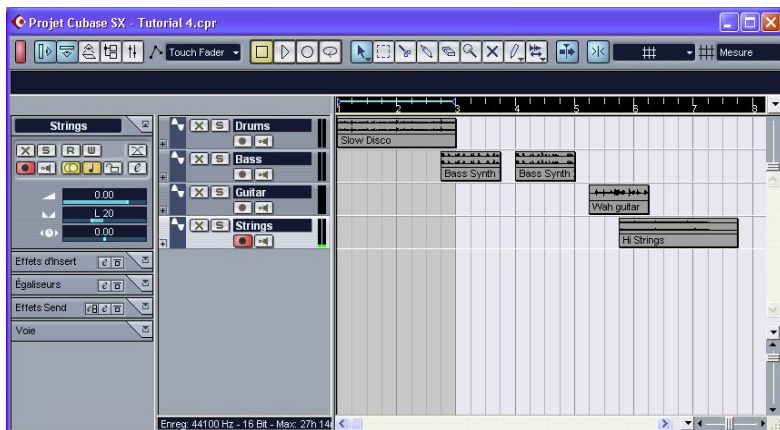 Projet Cubase SX - Tutorial 4.cpr
Touch Fader
Mesure
1 2 3 4 5 6 7 8
Strings
X S R W
0.00
L 20
0.00
Effets d'Insert
Égaliseurs
Effets Send
Voie
X S Drums
X S Bass
X S Guitar
X S Strings
Slow Disco
Bass Synth
Bass Synth
Wah guitar
Hi Strings
Enreg: 44100 Hz - 16 Bit - Max: 27h 14